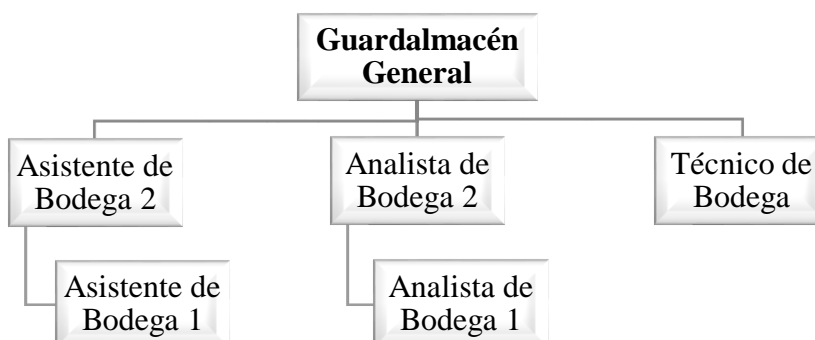 Guardalmacén
General
Asistente de
Bodega 2
Analista de
Bodega 2
Técnico de
Bodega
Asistente de
Bodega 1
Analista de
Bodega 1